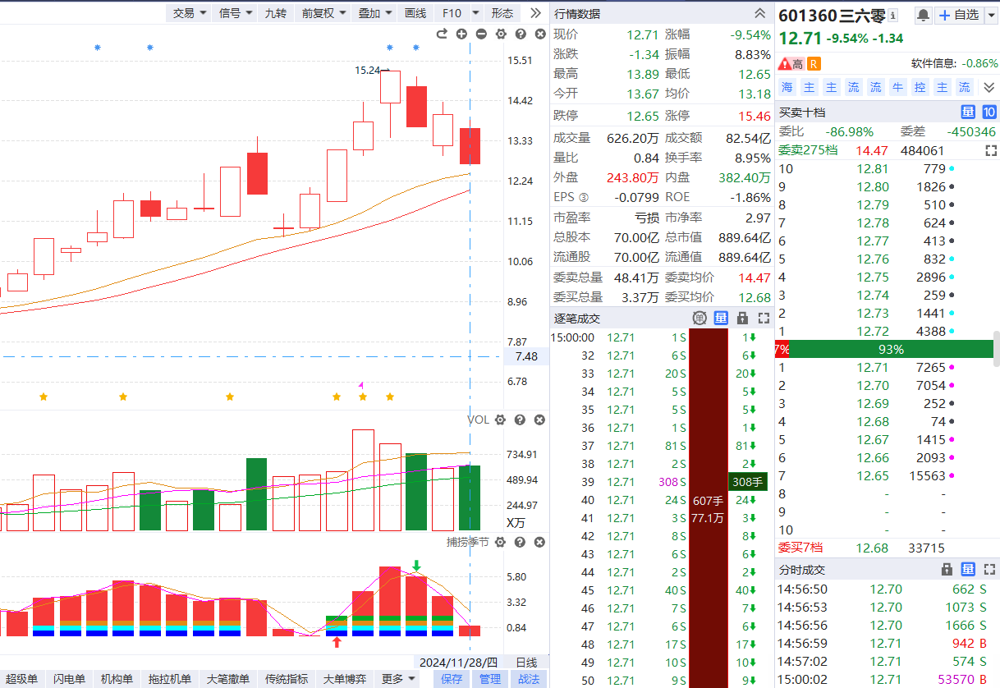 交易 信号 九转 前复权 叠加 画线 F10 形态
15.24
15.51
14.42
13.33
12.24
11.15
10.06
8.96
7.87
7.48
6.78
VOL
734.91
489.94
244.97
X万
捕捞季节
5.80
3.32
0.84
2024/11/28/四 日线
超级单 闪电单 机构单 拖拉机单 大笔撤单 传统指标 大单博弈 更多 保存 管理 战法
行情数据
现价 12.71 涨幅 -9.54%
涨跌 -1.34 振幅 8.83%
最高 13.89 最低 12.65
今开 13.67 均价 13.18
跌停 12.65 涨停 15.46
成交量 626.20万 成交额 82.54亿
量比 0.84 换手率 8.95%
外盘 243.80万 内盘 382.40万
EPS ③ -0.0799 ROE -1.86%
市盈率 亏损 市净率 2.97
总股本 70.00亿 总市值 889.64亿
流通股 70.00亿 流通值 889.64亿
委卖总量 48.41万 委卖均价 14.47
委买总量 3.37万 委买均价 12.68
逐笔成交 单 量
15:00:00 12.71 1 S 1
32 12.71 6 S 6
33 12.71 20 S 20
34 12.71 5 S 5
35 12.71 5 S 5
36 12.71 1 S 1
37 12.71 81 S 81
38 12.71 2 S 2
39 12.71 308 S 308手
40 12.71 24 S 607手 24
41 12.71 3 S 77.1万 3
42 12.71 8 S 8
43 12.71 6 S 6
44 12.71 2 S 2
45 12.71 40 S 40
46 12.71 7 S 7
47 12.71 6 S 6
48 12.71 17 S 17
49 12.71 10 S 10
50 12.71 9 S 9
601360 三六零 自选
12.71 -9.54% -1.34
高 R 软件信息: -0.86%
海 主 主 流 流 牛 控 主 流
买卖十档 量 10
委比 -86.98% 委差 -450346
委卖275档 14.47 484061
10 12.81 779
9 12.80 1826
8 12.79 510
7 12.78 624
6 12.77 413
5 12.76 832
4 12.75 2896
3 12.74 259
2 12.73 1441
1 12.72 4388
7% 93%
1 12.71 7265
2 12.70 7054
3 12.69 252
4 12.68 74
5 12.67 1415
6 12.66 2093
7 12.65 15563
8 - -
9 - -
10 - -
委买7档 12.68 33715
分时成交 量
14:56:50 12.70 662 S
14:56:53 12.70 1073 S
14:56:56 12.70 1666 S
14:56:59 12.71 942 B
14:57:02 12.71 574 S
15:00:02 12.71 53570 B